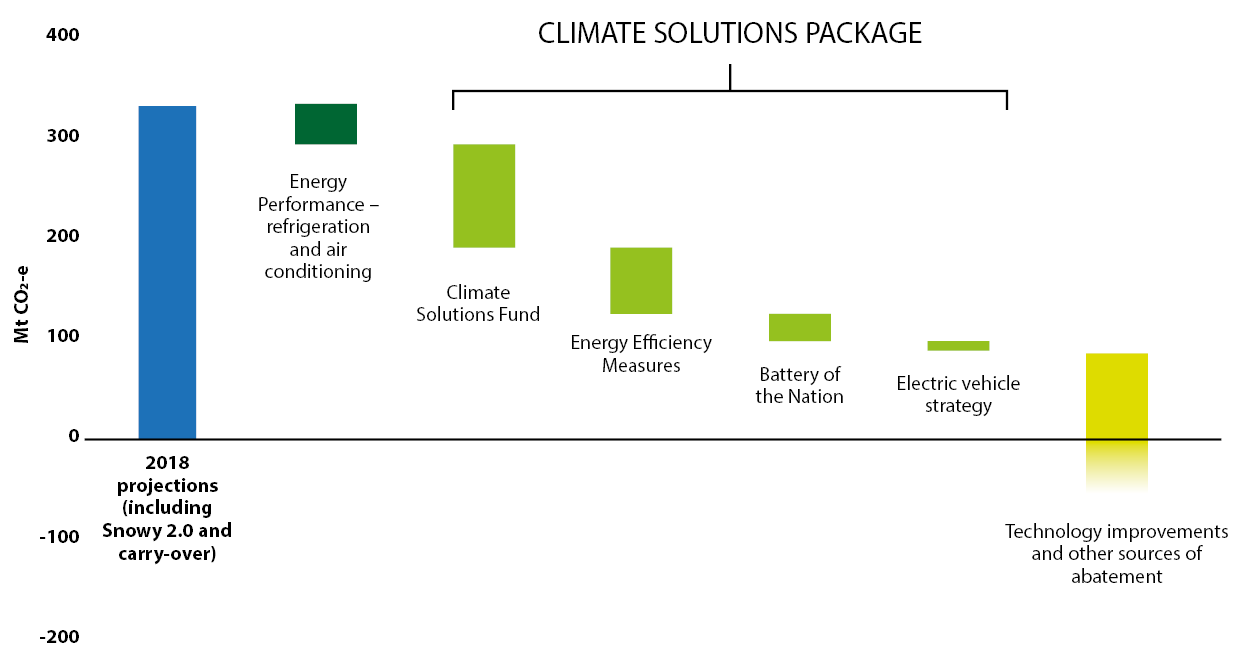 CLIMATE SOLUTIONS PACKAGE
400
300
200
100
0
-100
-200
Mt CO₂-e
2018
projections
(including
Snowy 2.0 and
carry-over)
Energy
Performance –
refrigeration
and air
conditioning
Climate
Solutions Fund
Energy Efficiency
Measures
Battery of
the Nation
Electric vehicle
strategy
Technology improvements
and other sources of
abatement